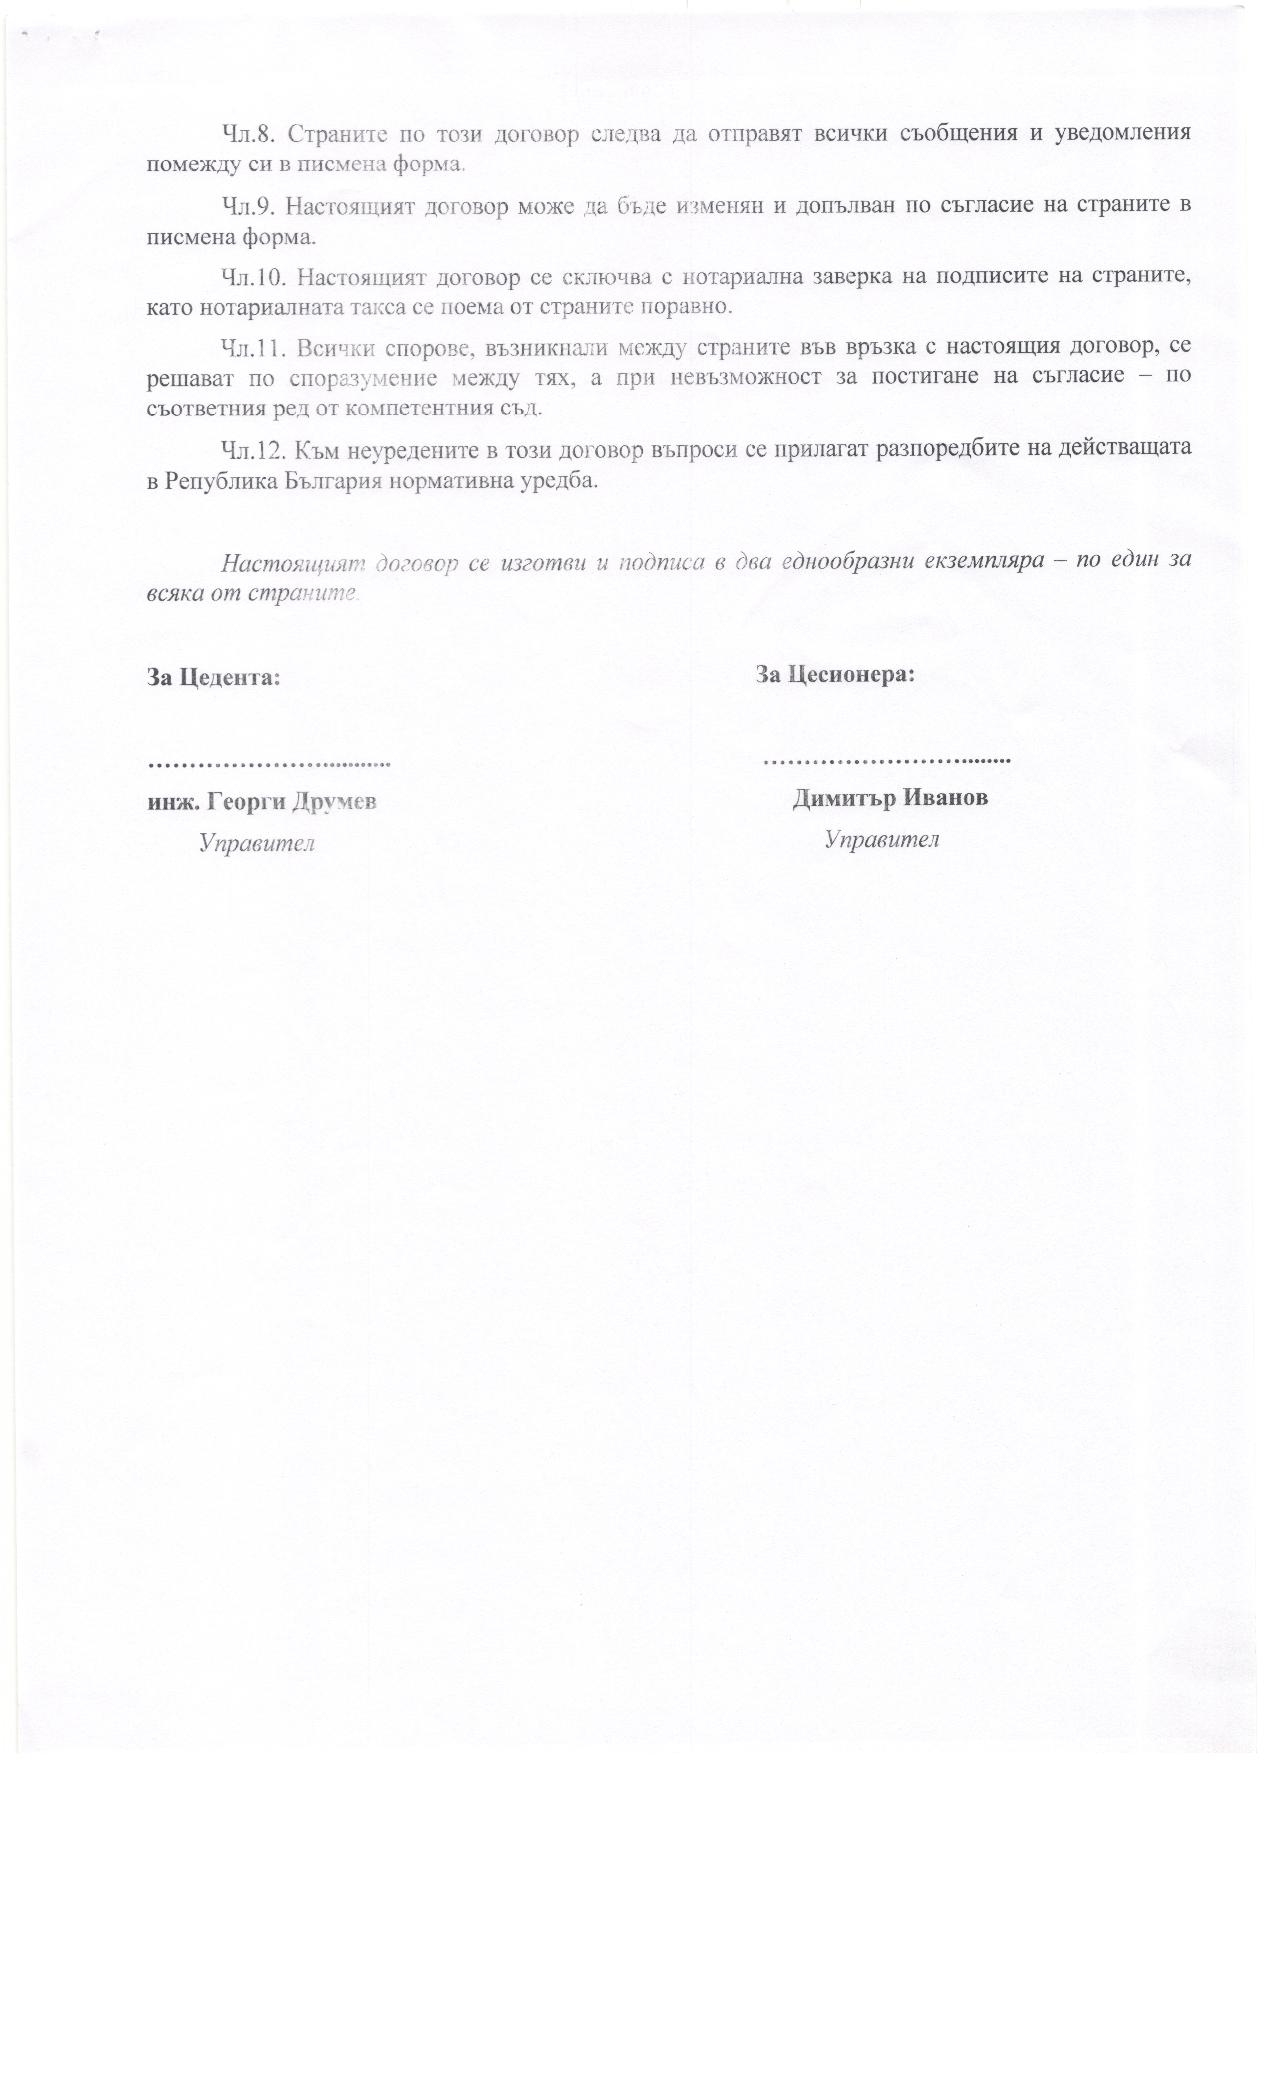 Чл.8. Страните по този договор следва да отправят всички съобщения и уведомления
помежду си в писмена форма.
Чл.9. Настоящият договор може да бъде изменян и допълван по съгласие на страните в
писмена форма.
Чл.10. Настоящият договор се сключва с нотариална заверка на подписите на страните,
като нотариалната такса се поема от страните поравно.
Чл.11. Всички спорове, възникнали между страните във връзка с настоящия договор, се
решават по споразумение между тях, а при невъзможност за постигане на съгласие – по
съответния ред от компетентния съд.
Чл.12. Към неуредените в този договор въпроси се прилагат разпоредбите на действащата
в Република България нормативна уредба.
Настоящият договор се изготви и подписа в два еднообразни екземпляра – по един за
всяка от страните.
За Цедента: За Цесионера:
................................ ................................
инж. Георги Друмев Димитър Иванов
Управител Управител